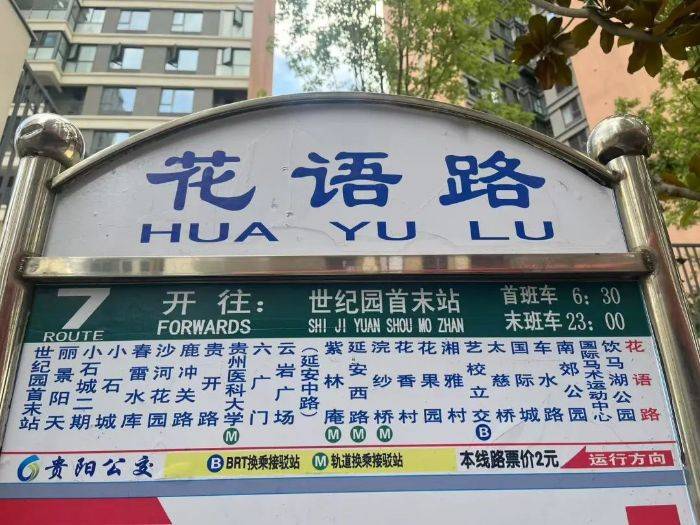 花语路
HUA YU LU
7
ROUTE
开往：
FORWARDS
世纪园首末站
SHI JI YUAN SHOU MO ZHAN
首班车 6：30
末班车 23：00
世纪园首末站
丽景阳天
小石城二期
小石城
春雷水库
沙河花园
鹿冲关路
贵开路
贵州医科大学
M
六广门
云岩广场
（延安中路）
紫林庵
M
延安西路
M
浣纱桥
M
花香村
花果园
湘雅村
艺校立交
B
太慈桥
车水路
南郊公园
国际马术运动中心
饮马湖公园
花语路
贵阳公交
B BRT换乘接驳站
M 轨道换乘接驳站
本线路票价2元
运行方向